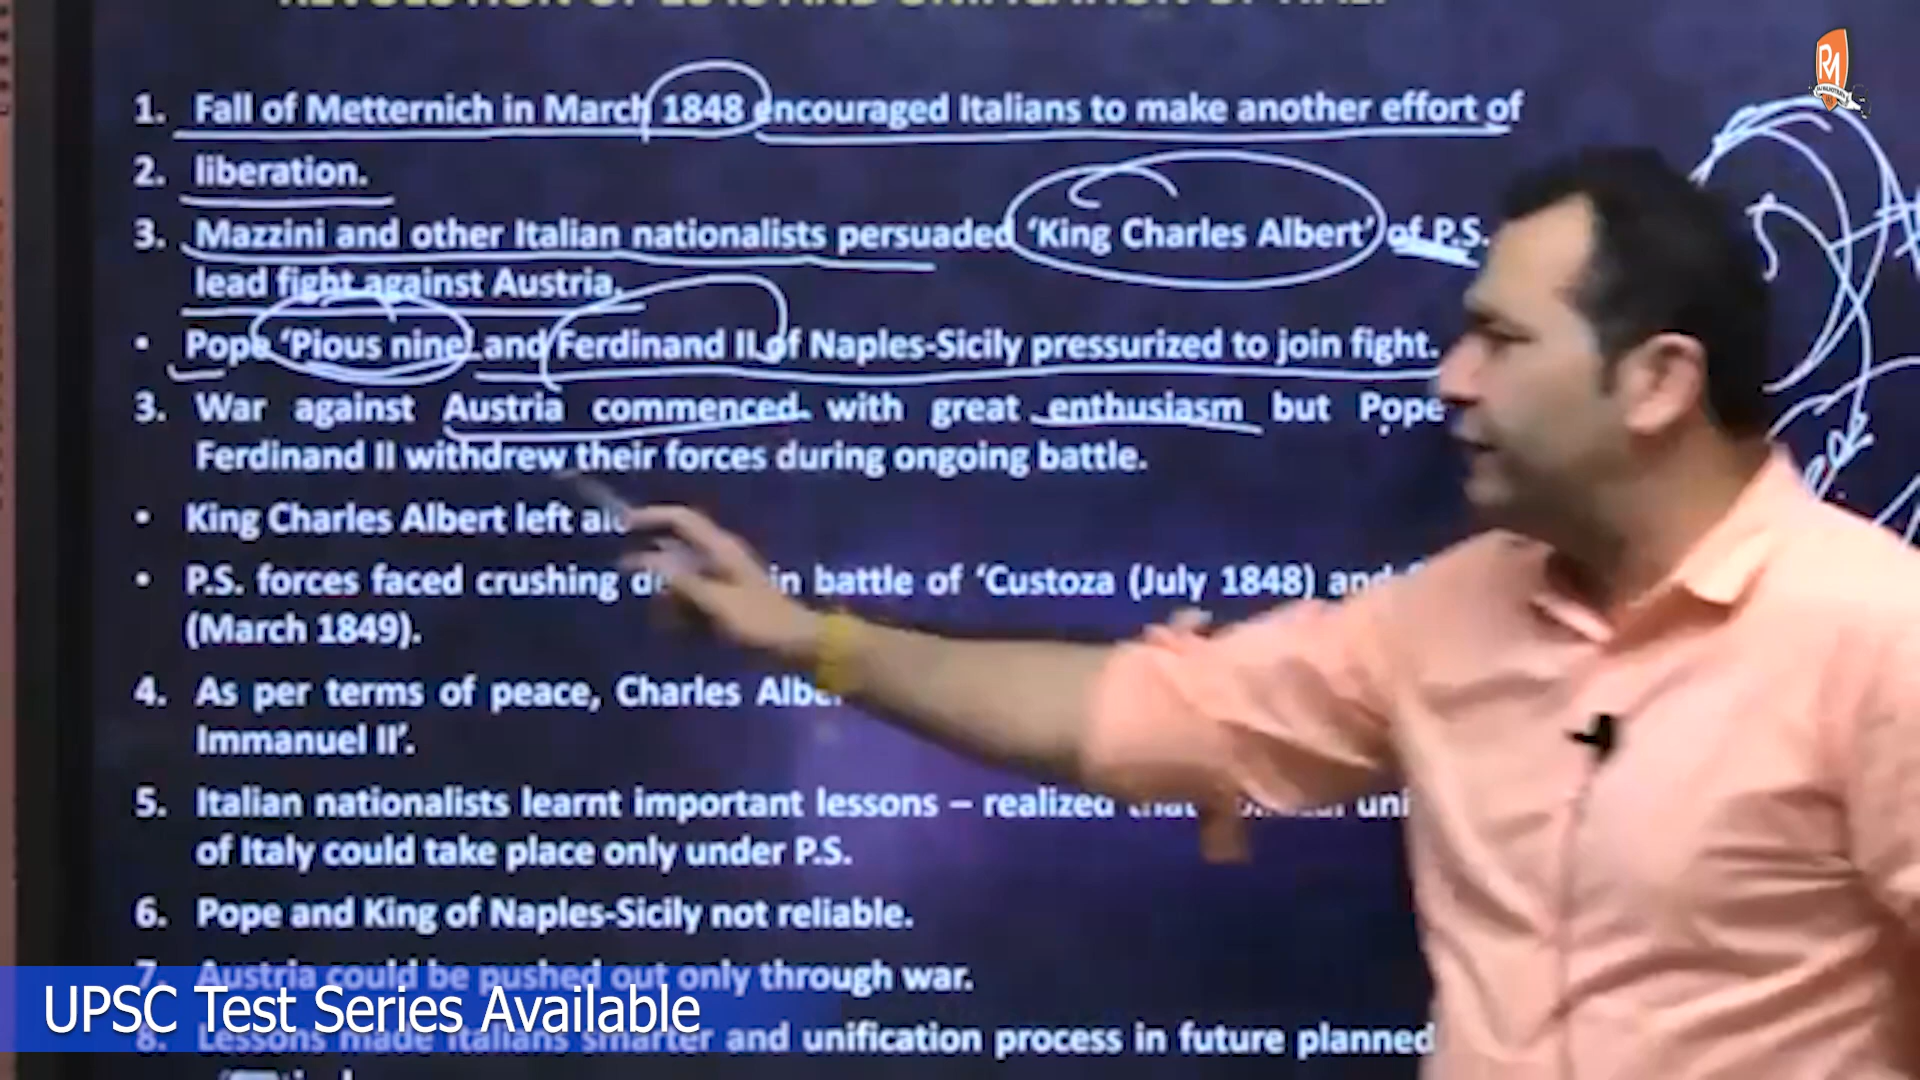 1. Fall of Metternich in March 1848 encouraged Italians to make another effort of
2. liberation.
3. Mazzini and other Italian nationalists persuaded 'King Charles Albert' of P.S.
lead fight against Austria.
• Pope 'Pious nine' and Ferdinand II of Naples-Sicily pressurized to join fight.
3. War against Austria commenced with great enthusiasm but Pope
Ferdinand II withdrew their forces during ongoing battle.
• King Charles Albert left
• P.S. forces faced crushing in battle of 'Custoza (July 1848) and
(March 1849).
4. As per terms of peace, Charles
Immanuel II'.
5. Italian nationalists learnt important lessons – realized
of Italy could take place only under P.S.
6. Pope and King of Naples-Sicily not reliable.
7. Austria could be pushed out only through war.
UPSC Test Series Available
8. Lessons made Italians smarter and unification process in future planned